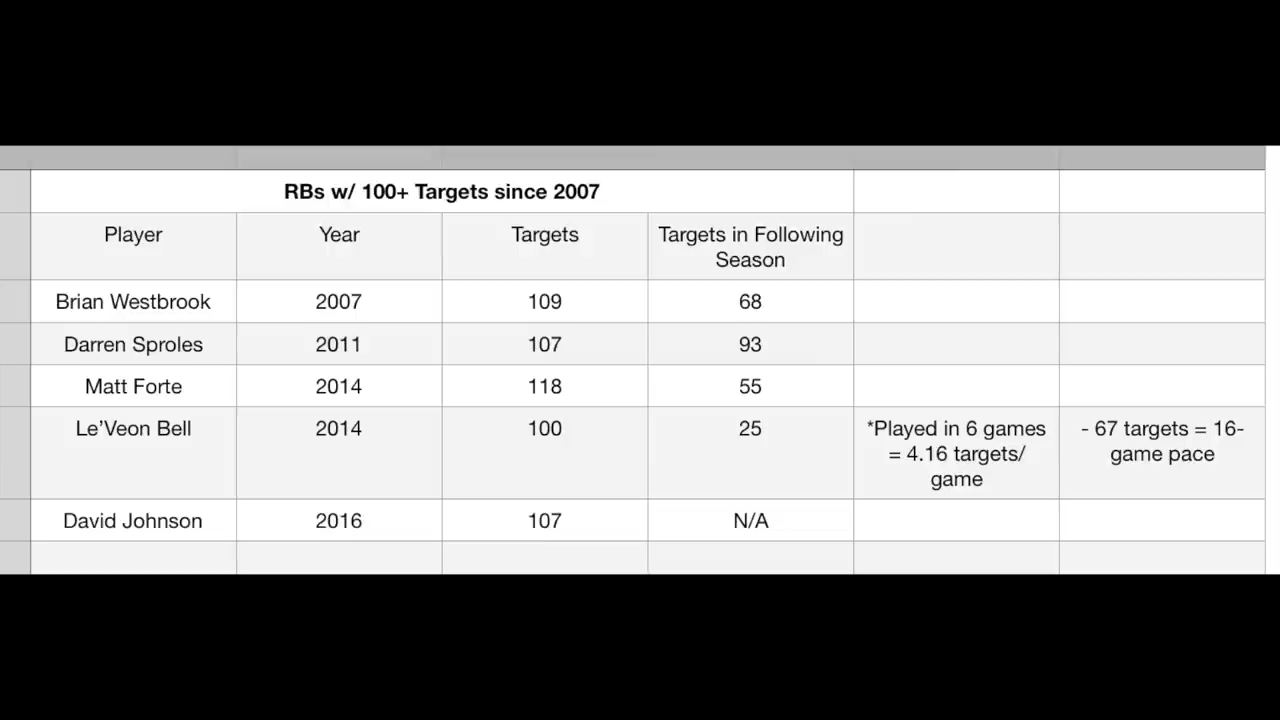 RBs w/ 100+ Targets since 2007
Player Year Targets Targets in Following
Season
Brian Westbrook 2007 109 68
Darren Sproles 2011 107 93
Matt Forte 2014 118 55
Le’Veon Bell 2014 100 25 *Played in 6 games - 67 targets = 16-
= 4.16 targets/ game pace
game
David Johnson 2016 107 N/A